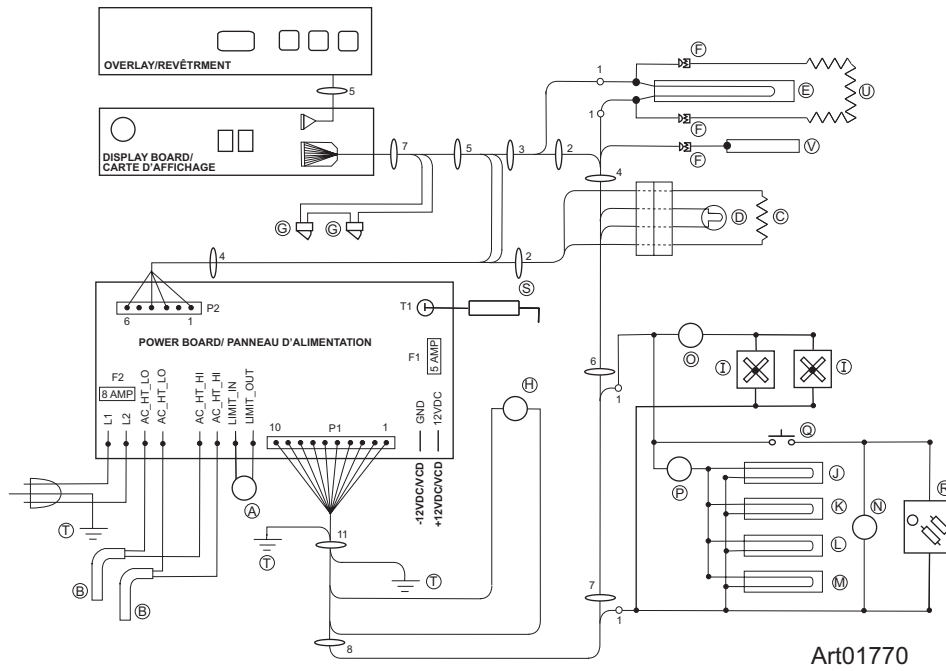 OVERLAY/REVÊTRMENT
5
DISPLAY BOARD/
CARTE D'AFFICHAGE
7
5
3
2
1
1
4
F
E
U
F
F
V
D
C
G
G
4
2
S
P2
6
1
T1
POWER BOARD/ PANNEAU D'ALIMENTATION
F1
5 AMP
F2
8 AMP
L1
L2
AC_HT_LO
AC_HT_LO
AC_HT_HI
AC_HT_HI
LIMIT_IN
LIMIT_OUT
10
P1
1
GND
12VDC
-12VDC/VCD
+12VDC/VCD
H
6
1
O
I
I
Q
A
T
B
B
T
11
T
P
J
K
L
M
N
R
7
1
8
Art01770